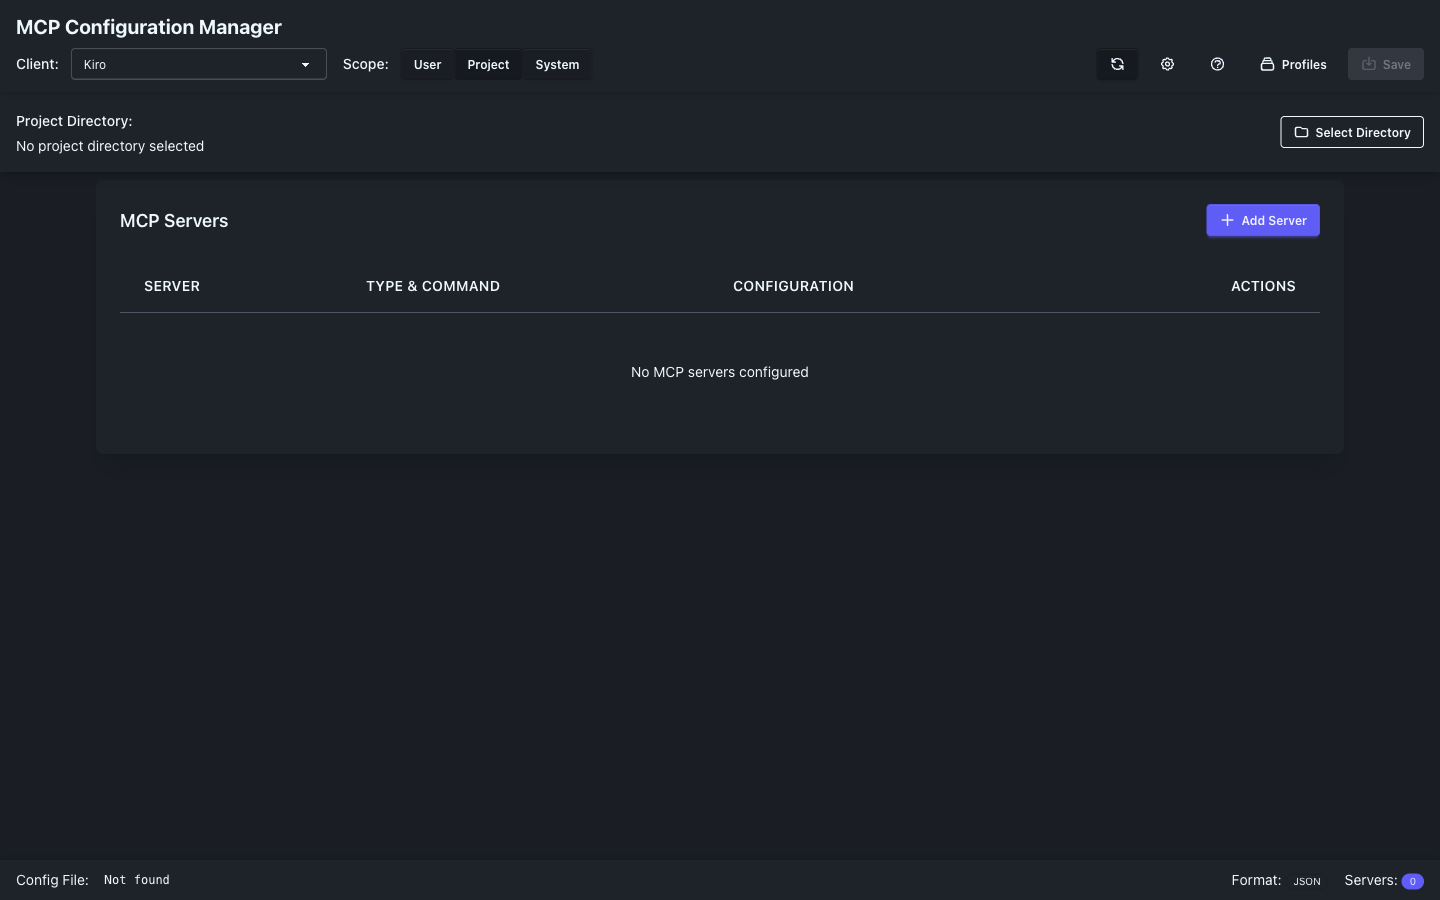 MCP Configuration Manager
Client: Kiro Scope: User Project System Profiles Save
Project Directory:
No project directory selected
Select Directory
MCP Servers
Add Server
SERVER TYPE & COMMAND CONFIGURATION ACTIONS
No MCP servers configured
Config File: Not found Format: JSON Servers: 0